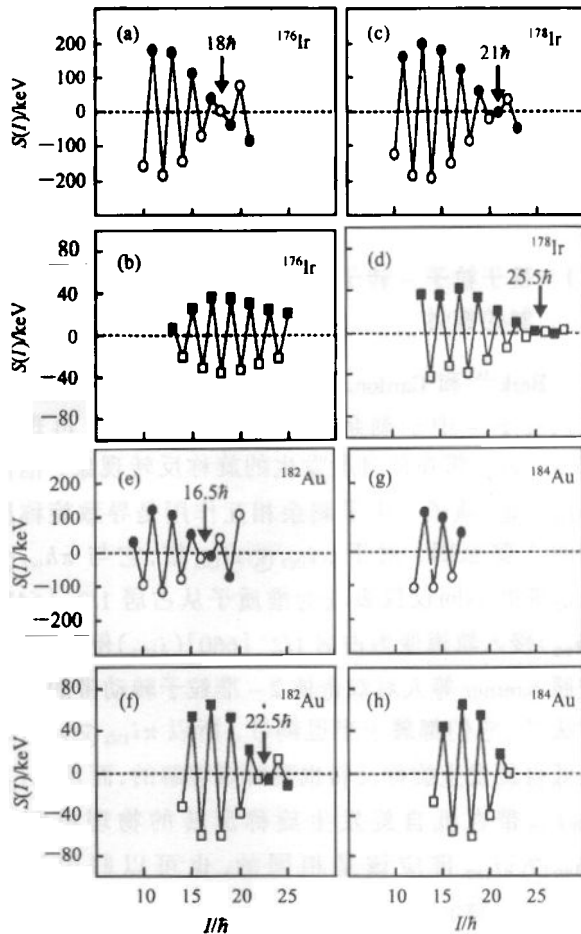 (a) 18ℏ ¹⁷⁶Ir
(c) ¹⁷⁸Ir
21ℏ
S(I)/keV
200
100
0
−100
−200
(b) ¹⁷⁶Ir
(d) ¹⁷⁸Ir
25.5ℏ
S(I)/keV
80
40
0
−40
−80
(e) ¹⁸²Au
16.5ℏ
(g) ¹⁸⁴Au
S(I)/keV
200
100
0
−100
−200
(f) ¹⁸²Au
22.5ℏ
(h) ¹⁸⁴Au
S(I)/keV
80
40
0
−40
−80
10 15 20 25
I/ℏ
10 15 20 25
I/ℏ